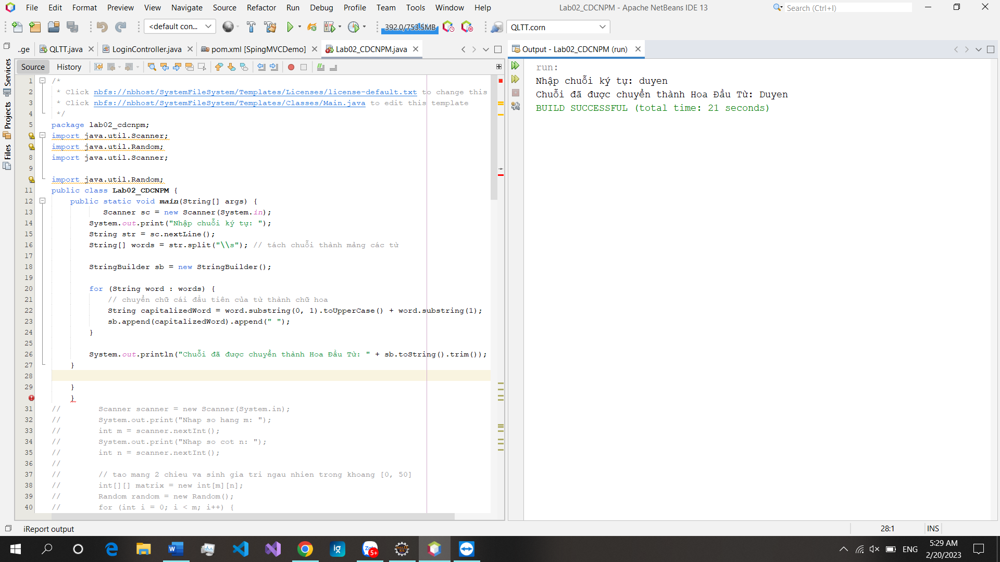 File Edit Format Preview View Navigate Source Refactor Run Debug Profile Team Tools Window Help
Lab02_CDCNPM - Apache NetBeans IDE 13
Search (Ctrl+I)
<default con...
392.0/753.5MB
QLTT.corn
..ge
QLTT.java
LoginController.java
pom.xml [SpingMVCDemo]
Lab02_CDCNPM.java
Output - Lab02_CDCNPM (run)
Source History
Services
Projects
Files
1 /*
2 * Click nbfs://nbhost/SystemFileSystem/Templates/Licenses/license-default.txt to change this
3 * Click nbfs://nbhost/SystemFileSystem/Templates/Classes/Main.java to edit this template
4 */
5 package lab02_cdcnpm;
import java.util.Scanner;
import java.util.Random;
8 import java.util.Scanner;
9
import java.util.Random;
11 public class Lab02_CDCNPM {
12 public static void main(String[] args) {
13 Scanner sc = new Scanner(System.in);
14 System.out.print("Nhập chuỗi ký tự: ");
15 String str = sc.nextLine();
16 String[] words = str.split("\\s"); // tách chuỗi thành mảng các từ
17
18 StringBuilder sb = new StringBuilder();
19
20 for (String word : words) {
21 // chuyển chữ cái đầu tiên của từ thành chữ hoa
22 String capitalizedWord = word.substring(0, 1).toUpperCase() + word.substring(1);
23 sb.append(capitalizedWord).append(" ");
24 }
25
26 System.out.println("Chuỗi đã được chuyển thành Hoa Đầu Từ: " + sb.toString().trim());
27 }
28
29 }
}
31 // Scanner scanner = new Scanner(System.in);
32 // System.out.print("Nhap so hang m: ");
33 // int m = scanner.nextInt();
34 // System.out.print("Nhap so cot n: ");
35 // int n = scanner.nextInt();
36 //
37 // // tao mang 2 chieu va sinh gia tri ngau nhien trong khoang [0, 50]
38 // int[][] matrix = new int[m][n];
39 // Random random = new Random();
40 // for (int i = 0; i < m; i++) {
run:
Nhập chuỗi ký tự: duyen
Chuỗi đã được chuyển thành Hoa Đầu Từ: Duyen
BUILD SUCCESSFUL (total time: 21 seconds)
iReport output
28:1
INS
5+
ENG
5:29 AM
2/20/2023